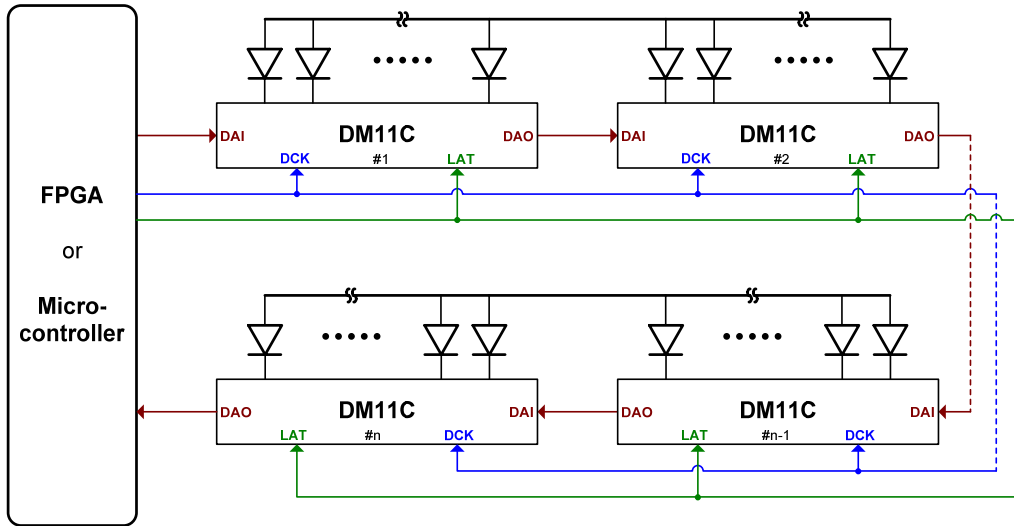 FPGA
or
Micro-
controller
DAI
DM11C
DAO
DCK
#1
LAT
DAI
DM11C
DAO
DCK
#2
LAT
DAO
DM11C
DAI
LAT
#n
DCK
DAO
DM11C
DAI
LAT
#n-1
DCK